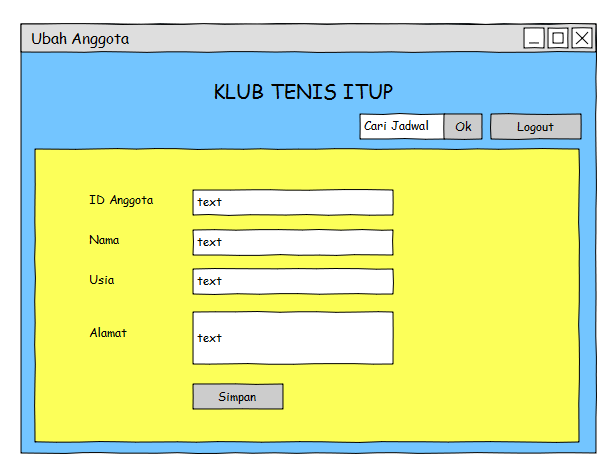 Ubah Anggota
KLUB TENIS ITUP
Cari Jadwal Ok Logout
ID Anggota text
Nama text
Usia text
Alamat text
Simpan